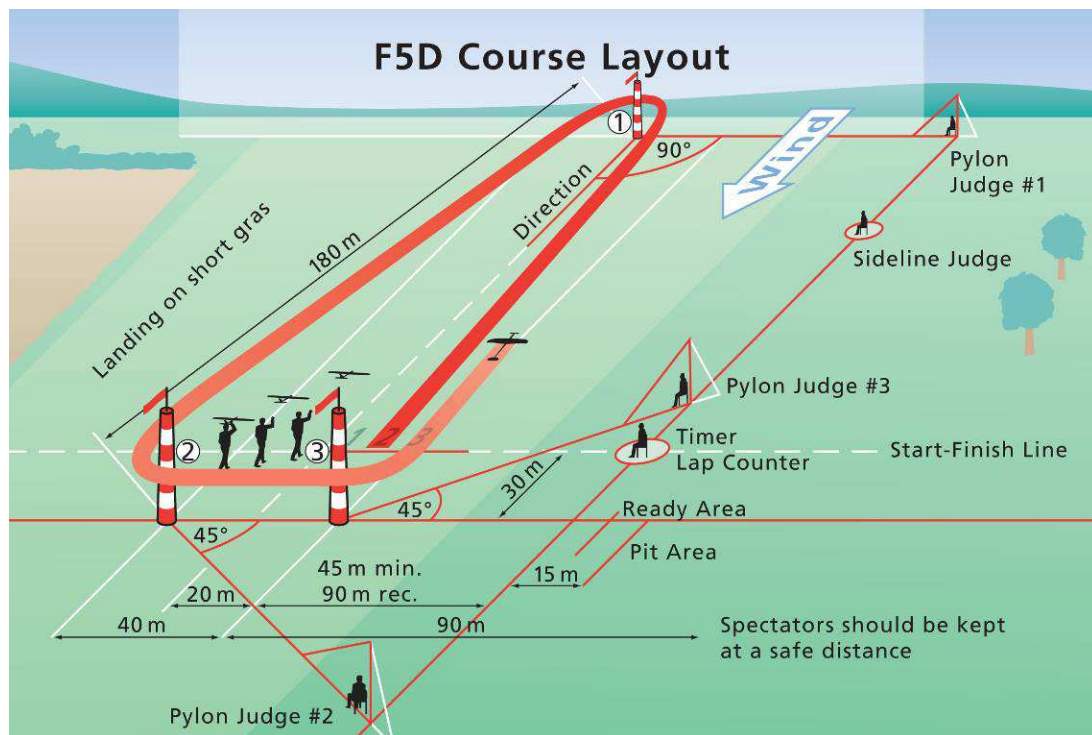 F5D Course Layout
1
Wind
90°
Pylon
Judge #1
Direction
180 m
Landing on short gras
Sideline Judge
Pylon Judge #3
1 2 3
2
3
Timer
Lap Counter
Start-Finish Line
30 m
45°
45°
Ready Area
Pit Area
45 m min.
90 m rec.
15 m
20 m
40 m
90 m
Spectators should be kept
at a safe distance
Pylon Judge #2